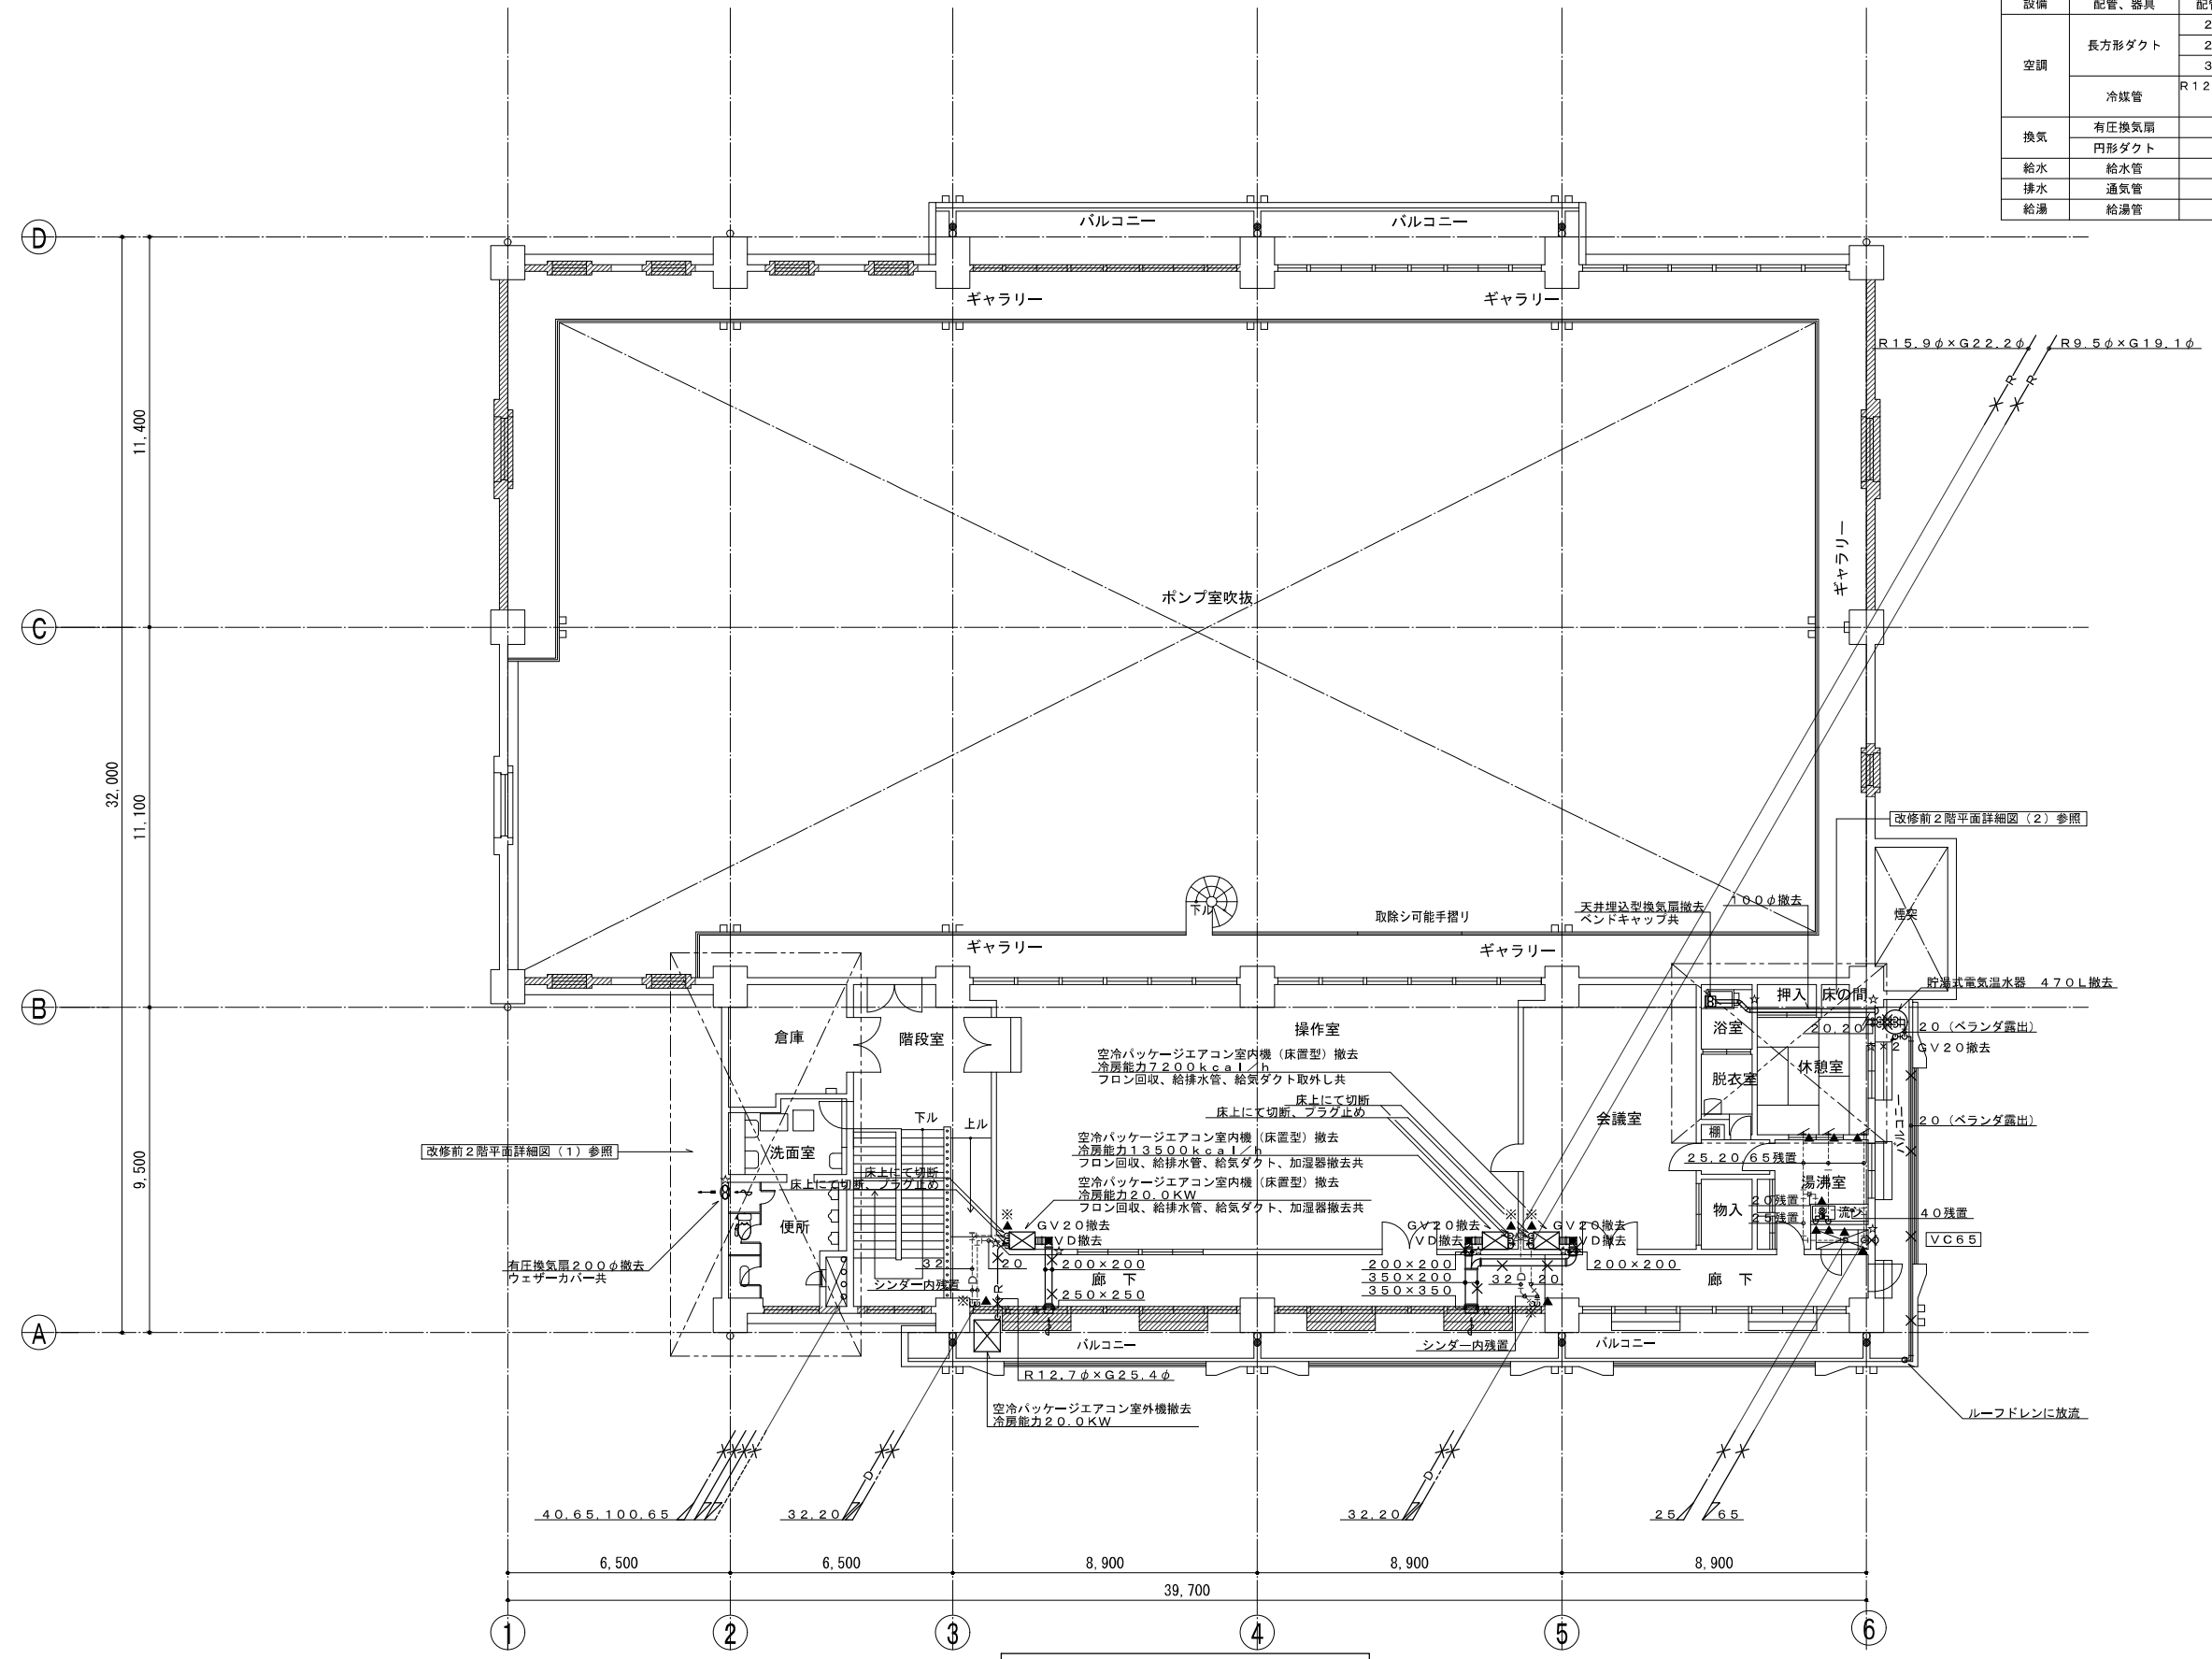 設備 配管、器具
空調 長方形ダクト
冷媒管
換気 有圧換気扇
円形ダクト
給水 給水管
排水 通気管
給湯 給湯管
D
バルコニー バルコニー
ギャラリー ギャラリー
R15.9φ×G22.2φ R9.5φ×G19.1φ
R R
11,400
ギャラリー
C
ポンプ室吹抜
32,000
11,100
改修前2階平面詳細図(2)参照
下ル
取除シ可能手摺り
天井埋込型換気扇撤去
ベンドキャップ共
100φ撤去
煙突
ギャラリー ギャラリー
貯湯式電気温水器 470L撤去
B
押入 床の間
倉庫 階段室 操作室
浴室 20,20
20(ベランダ露出)
☆×2 GV20撤去
空冷パッケージエアコン室内機(床置型)撤去
冷房能力7200kcal/h
フロン回収、給排水管、給気ダクト取外し共
脱衣室 休憩室
床上にて切断
床上にて切断、プラグ止め
会議室
棚
バルコニー
20(ベランダ露出)
下ル 上ル
空冷パッケージエアコン室内機(床置型)撤去
冷房能力13500kcal/h
フロン回収、給排水管、給気ダクト、加湿器撤去共
改修前2階平面詳細図(1)参照
洗面室
25,20,65残置
9,500
床上にて切断
床上にて切断、プラグ止め
空冷パッケージエアコン室内機(床置型)撤去
冷房能力20.0KW
フロン回収、給排水管、給気ダクト、加湿器撤去共
湯沸室
20残置
25残置
物入 流シ
40残置
便所
GV20撤去
VD撤去
GV20撤去
VD撤去
GV20撤去
VD撤去
VC65
有圧換気扇200φ撤去
ウェザーカバー共
32 20
200×200
250×250
廊下
シンダー内残置
D R
200×200
350×200
350×350
32 D 20
200×200
廊下
A
バルコニー
シンダー内残置
バルコニー
R12.7φ×G25.4φ
空冷パッケージエアコン室外機撤去
冷房能力20.0KW
ルーフドレンに放流
D D
40,65,100,65 32,20 32,20 25 65
6,500 6,500 8,900 8,900 8,900
39,700
1 2 3 4 5 6